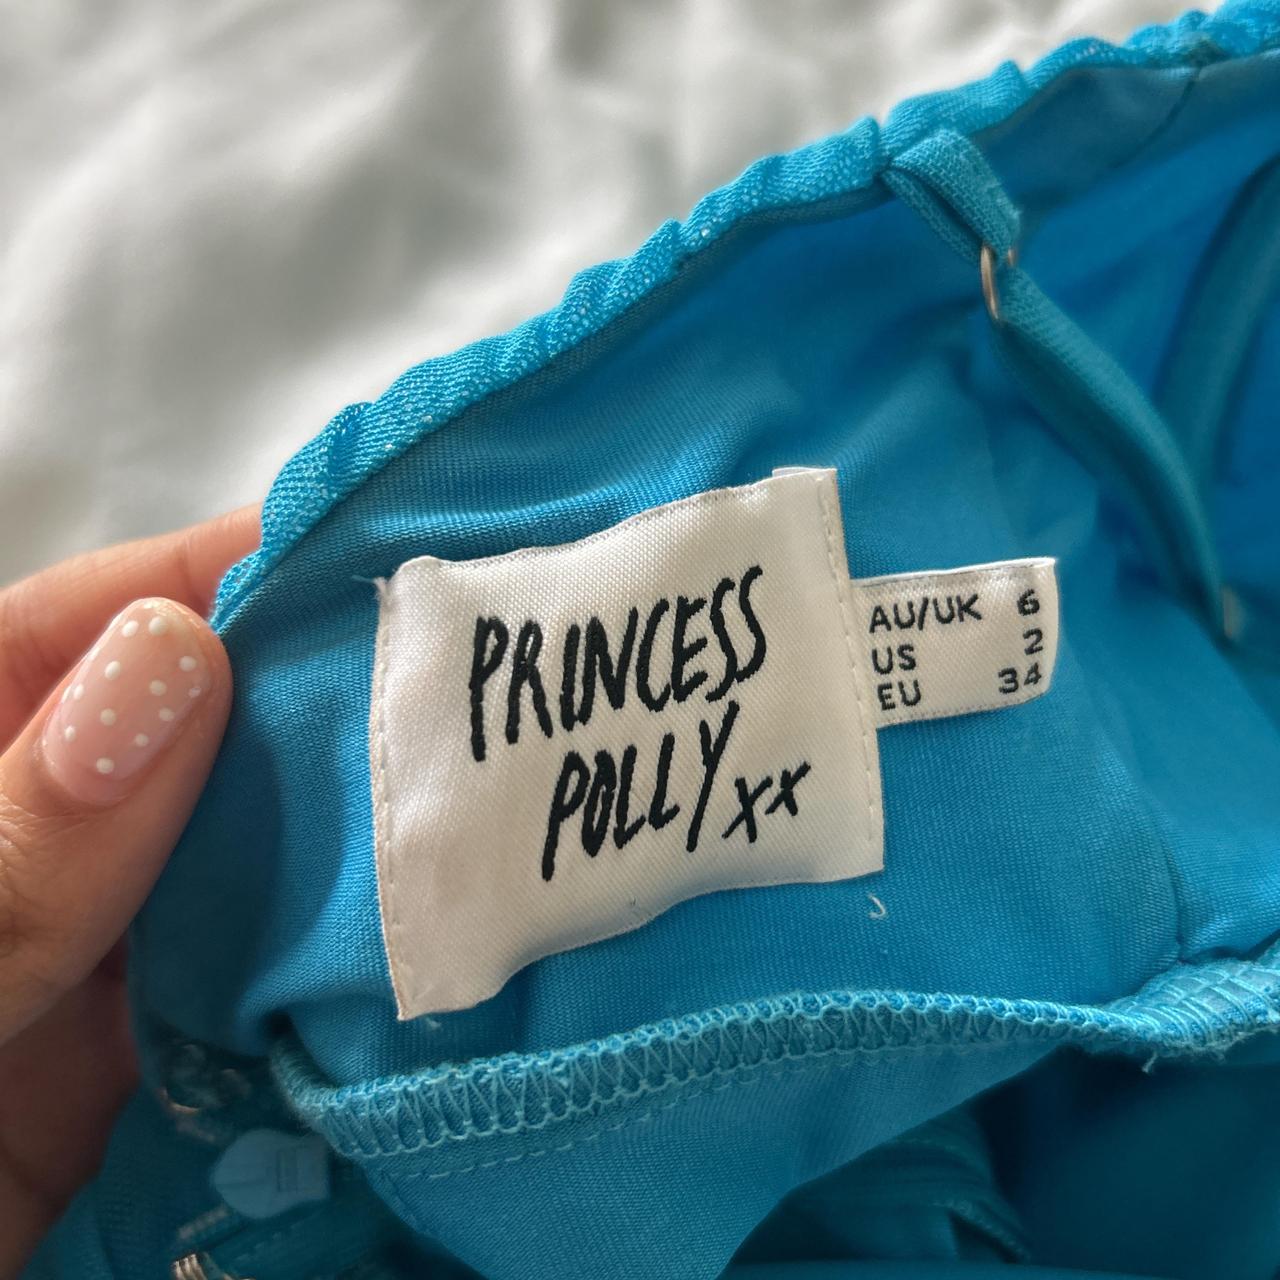 PRINCESS
POLLY xx
AU/UK 6
US 2
EU 34